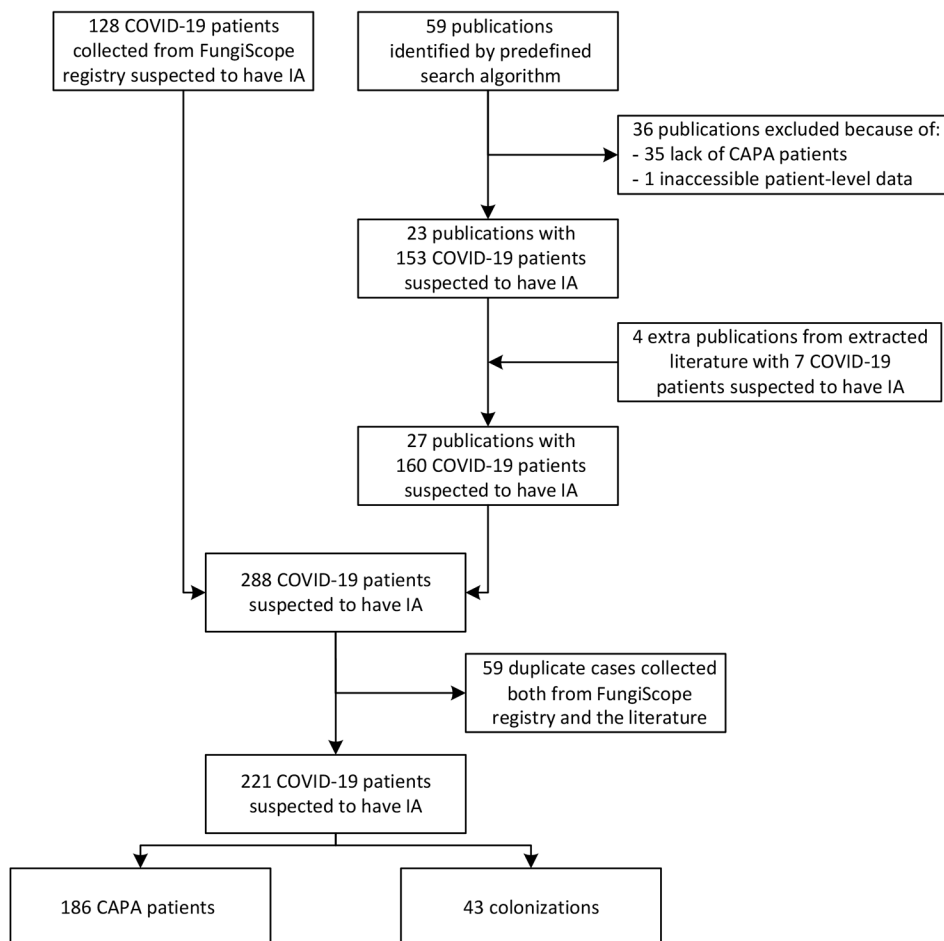 128 COVID-19 patients
collected from FungiScope
registry suspected to have IA
59 publications
identified by predefined
search algorithm
36 publications excluded because of:
- 35 lack of CAPA patients
- 1 inaccessible patient-level data
23 publications with
153 COVID-19 patients
suspected to have IA
4 extra publications from extracted
literature with 7 COVID-19
patients suspected to have IA
27 publications with
160 COVID-19 patients
suspected to have IA
288 COVID-19 patients
suspected to have IA
59 duplicate cases collected
both from FungiScope
registry and the literature
221 COVID-19 patients
suspected to have IA
186 CAPA patients
43 colonizations